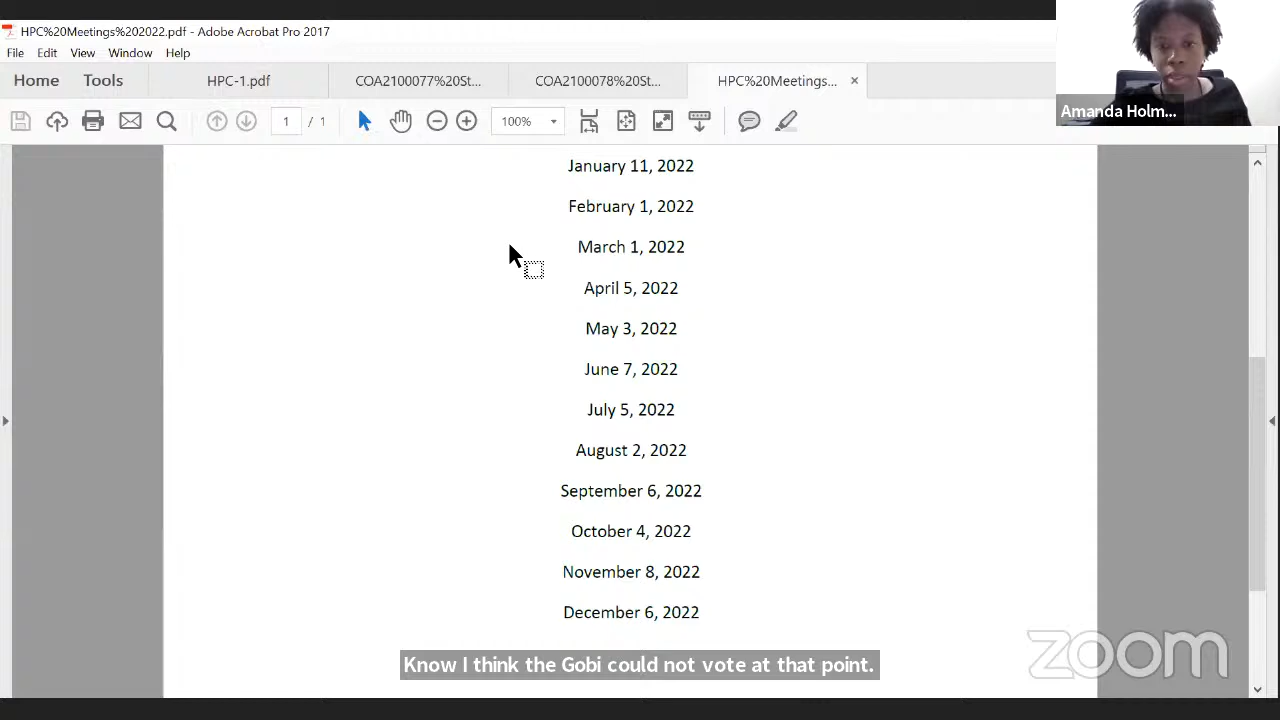 HPC%20Meetings%202022.pdf - Adobe Acrobat Pro 2017
File Edit View Window Help
Home Tools HPC-1.pdf COA2100077%20St... COA2100078%20St... HPC%20Meetings... ×
1 / 1 100%
Amanda Holm...
January 11, 2022
February 1, 2022
March 1, 2022
April 5, 2022
May 3, 2022
June 7, 2022
July 5, 2022
August 2, 2022
September 6, 2022
October 4, 2022
November 8, 2022
December 6, 2022
Know I think the Gobi could not vote at that point.
zoom